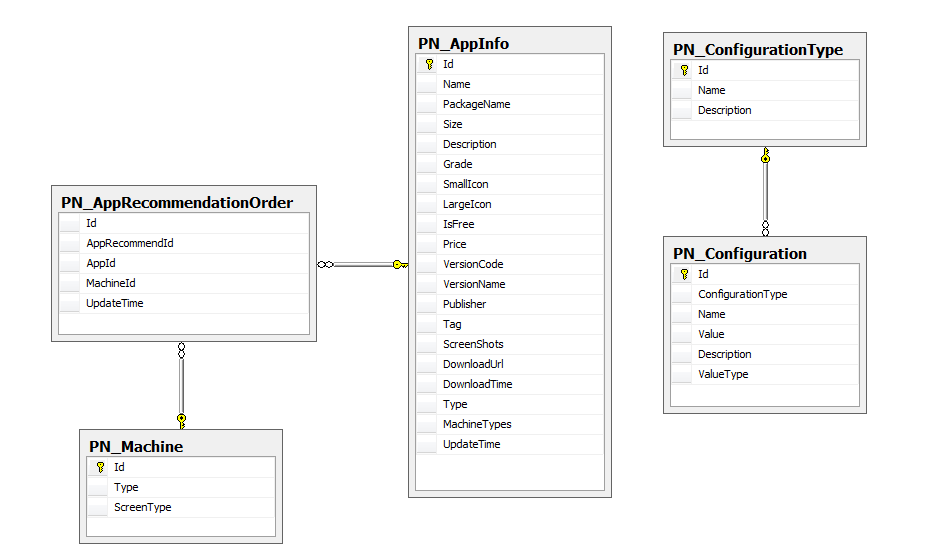 PN_AppRecommendationOrder
Id
AppRecommendId
AppId
MachineId
UpdateTime
PN_Machine
Id
Type
ScreenType
PN_AppInfo
Id
Name
PackageName
Size
Description
Grade
SmallIcon
LargeIcon
IsFree
Price
VersionCode
VersionName
Publisher
Tag
ScreenShots
DownloadUrl
DownloadTime
Type
MachineTypes
UpdateTime
PN_ConfigurationType
Id
Name
Description
PN_Configuration
Id
ConfigurationType
Name
Value
Description
ValueType